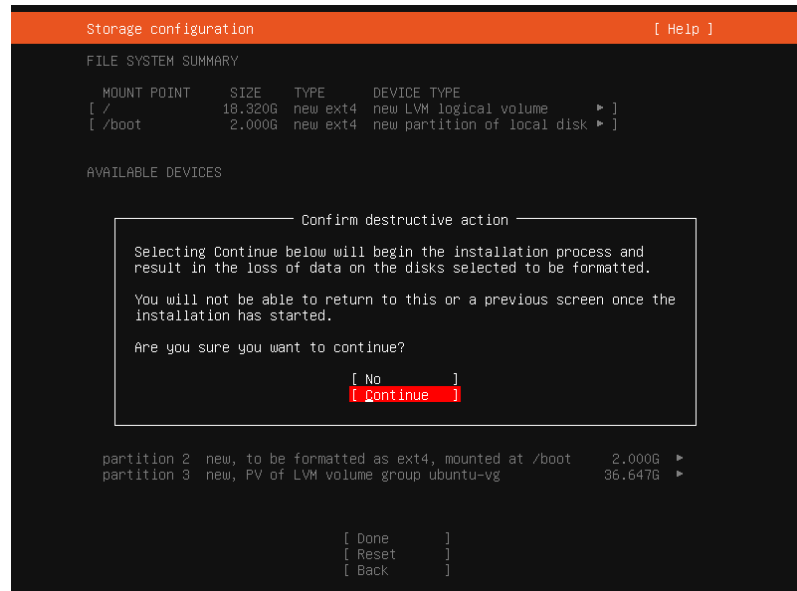 Storage configuration [ Help ]
FILE SYSTEM SUMMARY
MOUNT POINT SIZE TYPE DEVICE TYPE
[ / 18.320G new ext4 new LVM logical volume ▸ ]
[ /boot 2.000G new ext4 new partition of local disk ▸ ]
AVAILABLE DEVICES
Confirm destructive action
Selecting Continue below will begin the installation process and
result in the loss of data on the disks selected to be formatted.
You will not be able to return to this or a previous screen once the
installation has started.
Are you sure you want to continue?
[ No ]
[ Continue ]
partition 2 new, to be formatted as ext4, mounted at /boot 2.000G ▸
partition 3 new, PV of LVM volume group ubuntu-vg 36.647G ▸
[ Done ]
[ Reset ]
[ Back ]